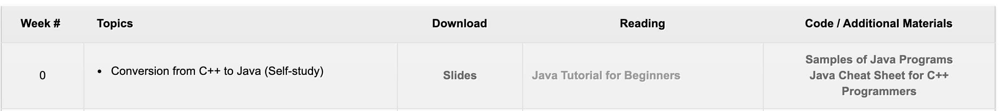 Week # Topics Download Reading Code / Additional Materials
0 • Conversion from C++ to Java (Self-study) Slides Java Tutorial for Beginners Samples of Java Programs
Java Cheat Sheet for C++
Programmers